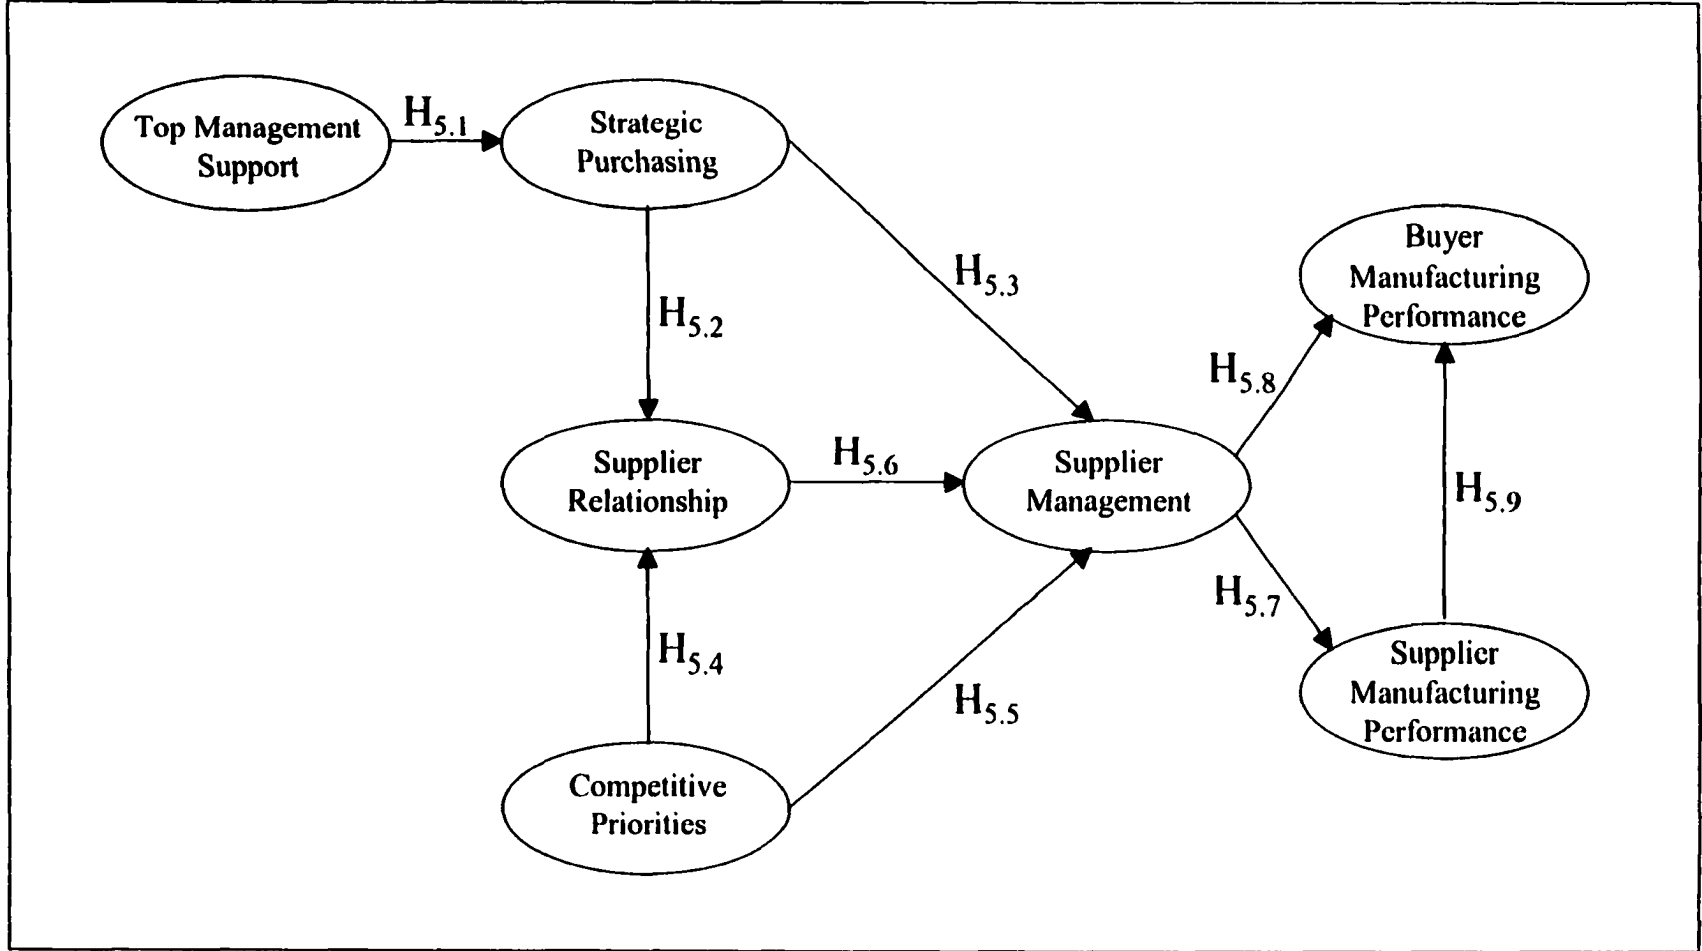 Top Management
Support
H5.1
Strategic
Purchasing
H5.2
H5.3
Buyer
Manufacturing
Performance
H5.8
Supplier
Relationship
H5.6
Supplier
Management
H5.9
H5.7
H5.4
H5.5
Supplier
Manufacturing
Performance
Competitive
Priorities